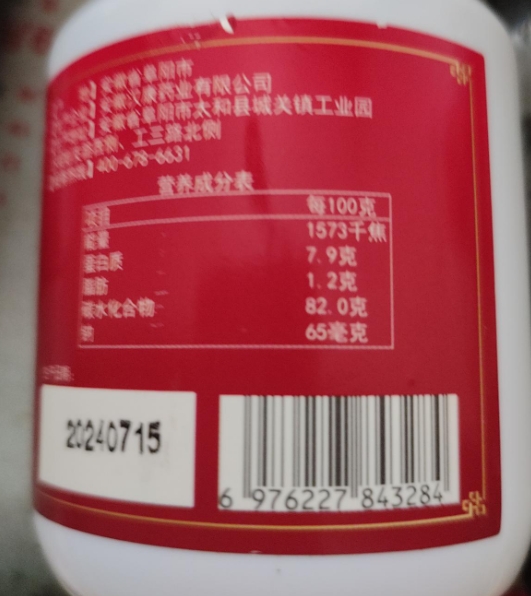 】安徽省阜阳市
】安徽汉康药业有限公司
】安徽省阜阳市太和县城关镇工业园
、工三路北侧
】400-678-6631
营养成分表
项目 每100克
能量 1573千焦
蛋白质 7.9克
脂肪 1.2克
碳水化合物 82.0克
钠 65毫克
20240715
6 976227 843284